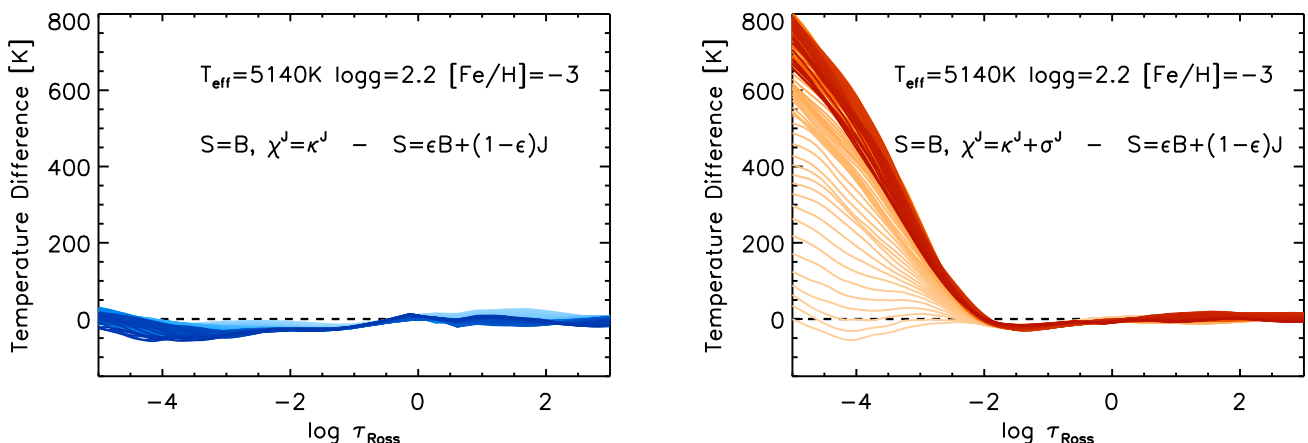 800
600
400
200
0
Temperature Difference [K]
T_eff=5140K logg=2.2 [Fe/H]=−3
S=B, χ^J=κ^J − S=ϵB+(1−ϵ)J
−4 −2 0 2
log τ_Ross
800
600
400
200
0
Temperature Difference [K]
T_eff=5140K logg=2.2 [Fe/H]=−3
S=B, χ^J=κ^J+σ^J − S=ϵB+(1−ϵ)J
−4 −2 0 2
log τ_Ross